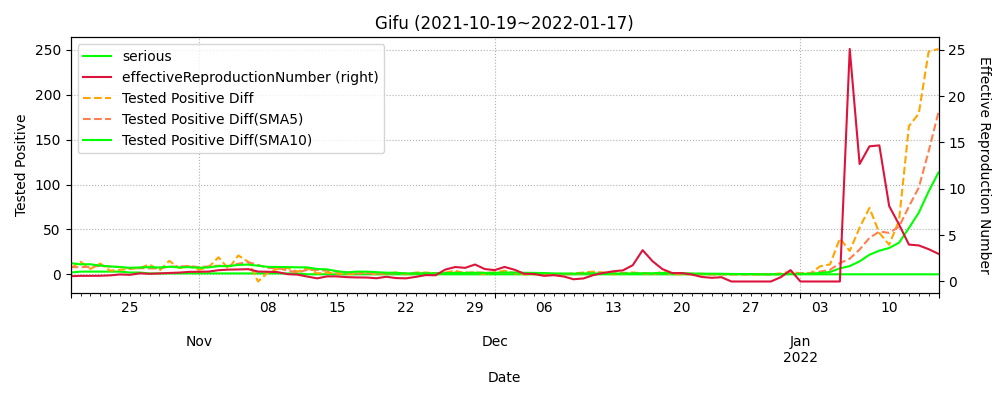 Gifu (2021-10-19~2022-01-17)
serious
effectiveReproductionNumber (right)
Tested Positive Diff
Tested Positive Diff(SMA5)
Tested Positive Diff(SMA10)
250
200
150
100
50
0
Tested Positive
25
20
15
10
5
0
Effective Reproduction Number
25 08 15 22 29 06 13 20 27 03 10
Nov Dec Jan
2022
Date